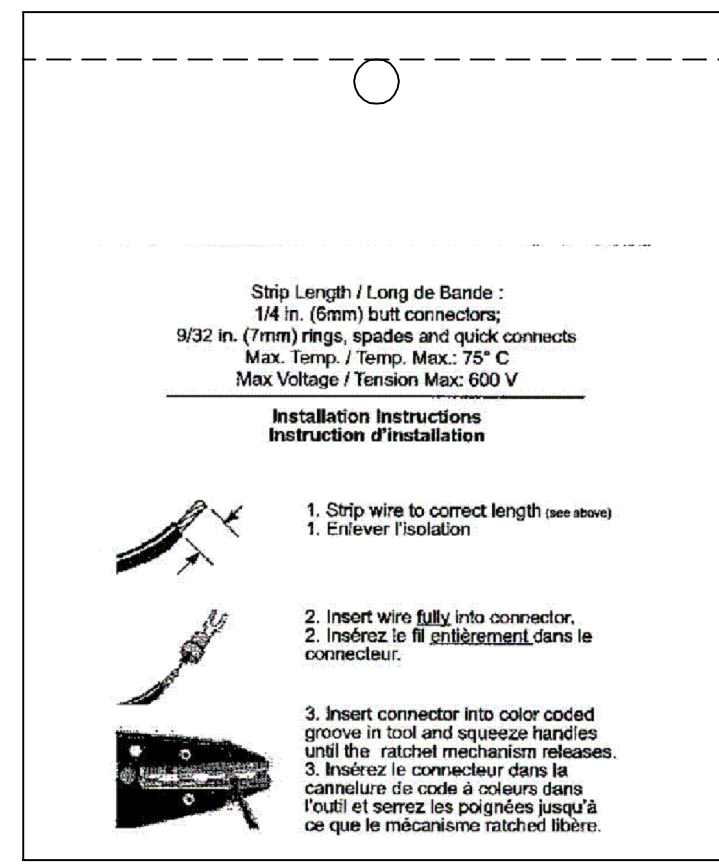 Strip Length / Long de Bande :
1/4 in. (6mm) butt connectors;
9/32 in. (7mm) rings, spades and quick connects
Max. Temp. / Temp. Max.: 75° C
Max Voltage / Tension Max: 600 V
Installation Instructions
Instruction d'installation
1. Strip wire to correct length (see above)
1. Enlever l'isolation
2. Insert wire fully into connector.
2. Insérez le fil entièrement dans le
connecteur.
3. Insert connector into color coded
groove in tool and squeeze handles
until the ratchet mechanism releases.
3. Insérez le connecteur dans la
cannelure de code à coleurs dans
l'outil et serrez les poignées jusqu'à
ce que le mécanisme ratched libère.